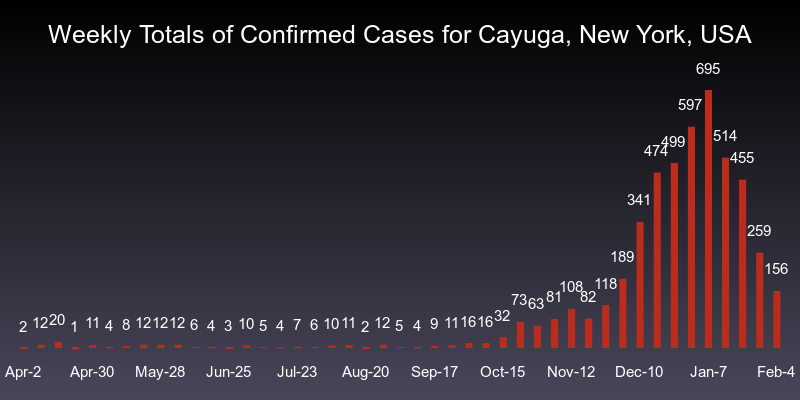 Weekly Totals of Confirmed Cases for Cayuga, New York, USA
2 12 20 1 11 4 8 12 12 12 6 4 3 10 5 4 7 6 10 11 2 12 5 4 9 11 16 16 32 73 63 81 108 82 118 189 341 474 499 597 695 514 455 259 156
Apr-2 Apr-30 May-28 Jun-25 Jul-23 Aug-20 Sep-17 Oct-15 Nov-12 Dec-10 Jan-7 Feb-4